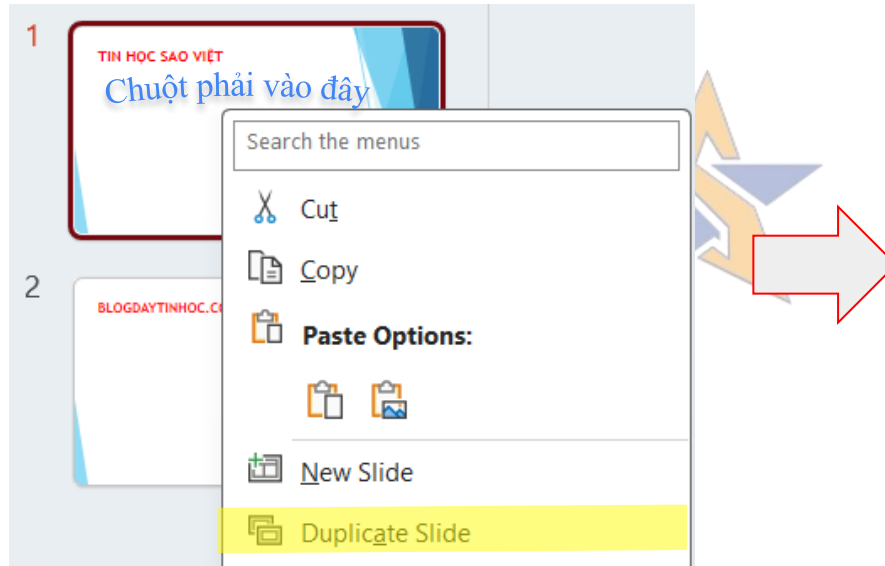 1
TIN HỌC SAO VIỆT
Chuột phải vào đây
Search the menus
Cut
Copy
2
BLOGDAYTINHOC.C
Paste Options:
New Slide
Duplicate Slide